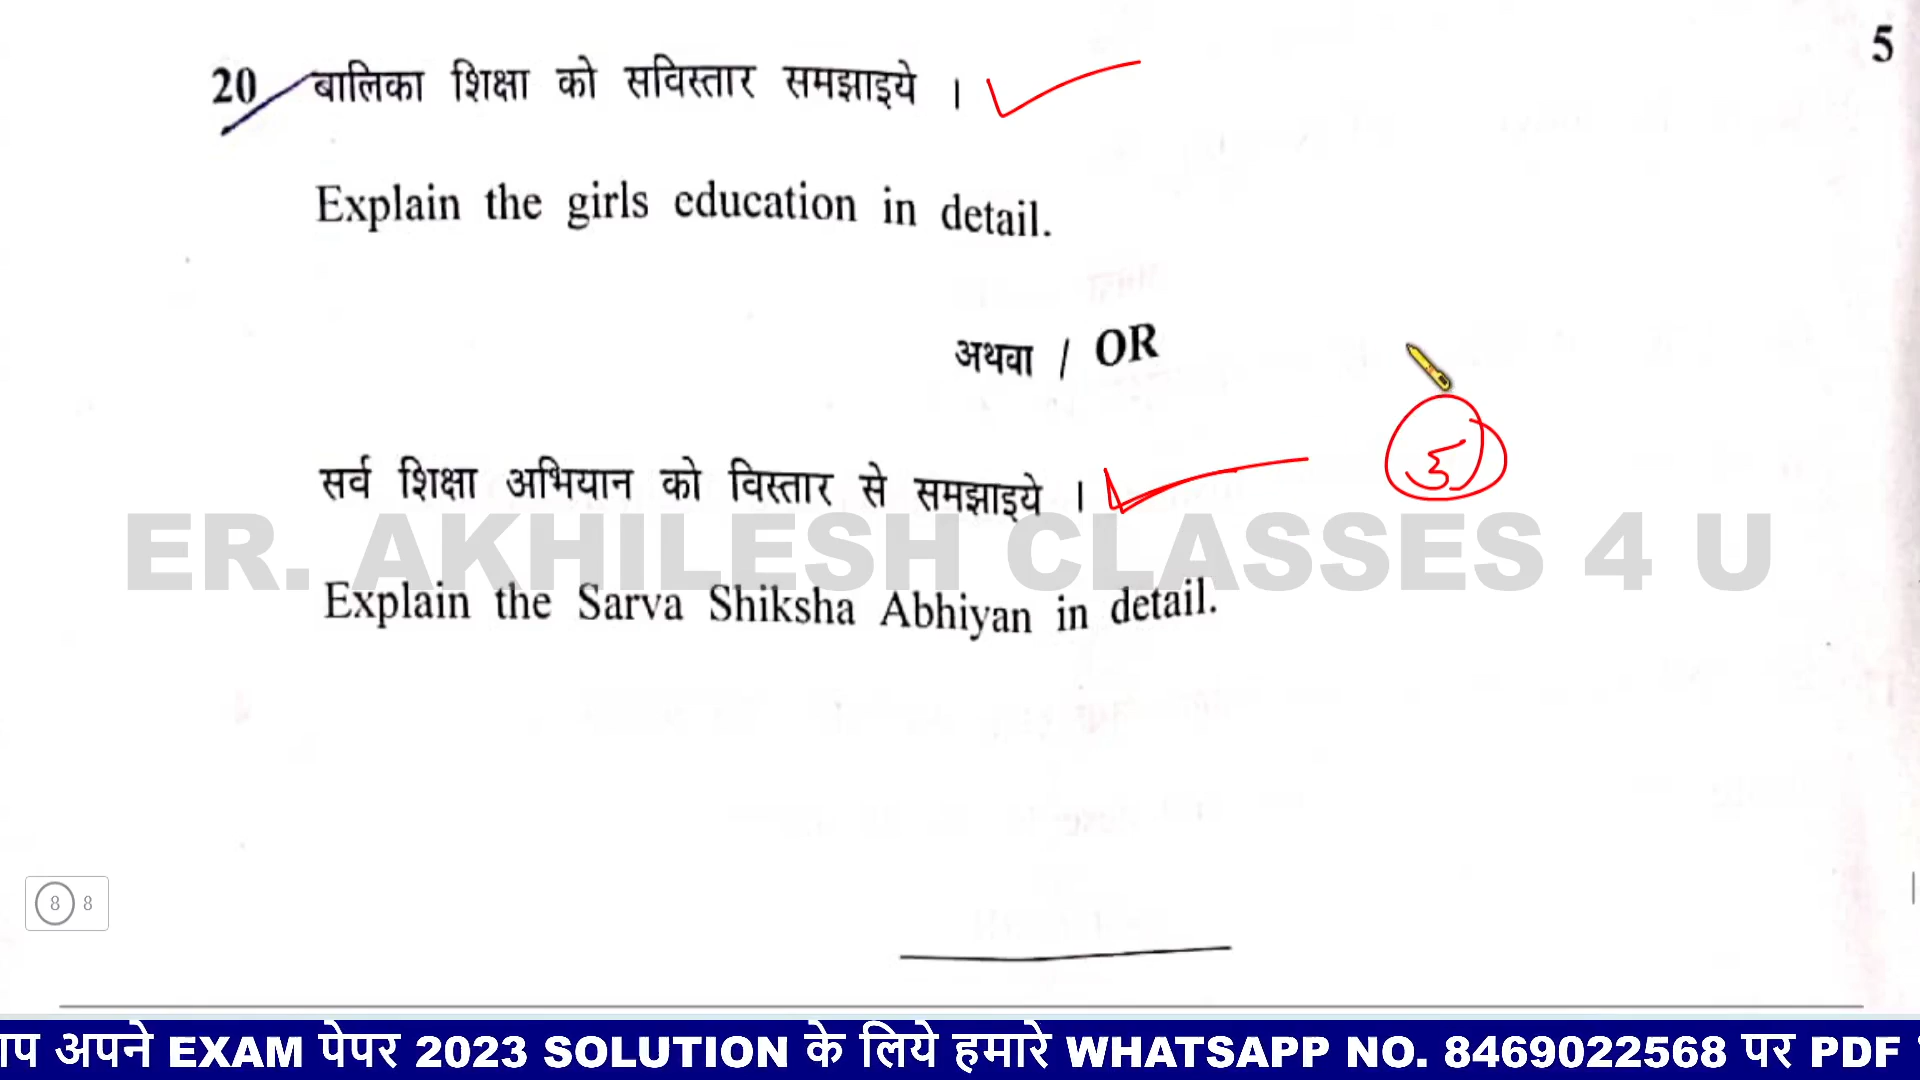 5
20 बालिका शिक्षा को सविस्तार समझाइये ।
Explain the girls education in detail.
अथवा / OR
5
सर्व शिक्षा अभियान को विस्तार से समझाइये ।
ER. AKHILESH CLASSES 4 U
Explain the Sarva Shiksha Abhiyan in detail.
8 8
अपने EXAM पेपर 2023 SOLUTION के लिये हमारे WHATSAPP NO. 8469022568 पर PDF